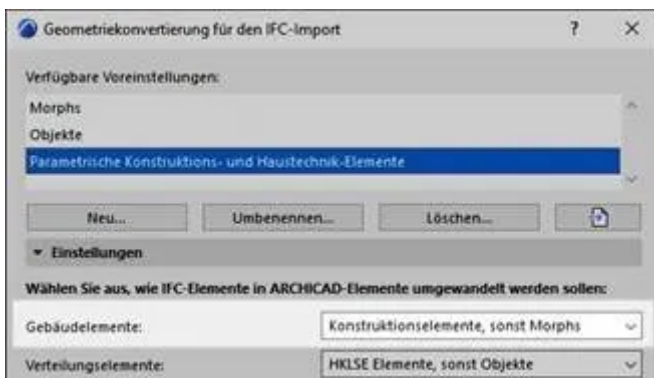 Geometriekonvertierung für den IFC-Import ? ×
Verfügbare Voreinstellungen:
Morphs
Objekte
Parametrische Konstruktions- und Haustechnik-Elemente
Neu... Umbenennen... Löschen...
Einstellungen
Wählen Sie aus, wie IFC-Elemente in ARCHICAD-Elemente umgewandelt werden sollen:
Gebäudelemente: Konstruktionselemente, sonst Morphs
Verteilungselemente: HKLSE Elemente, sonst Objekte